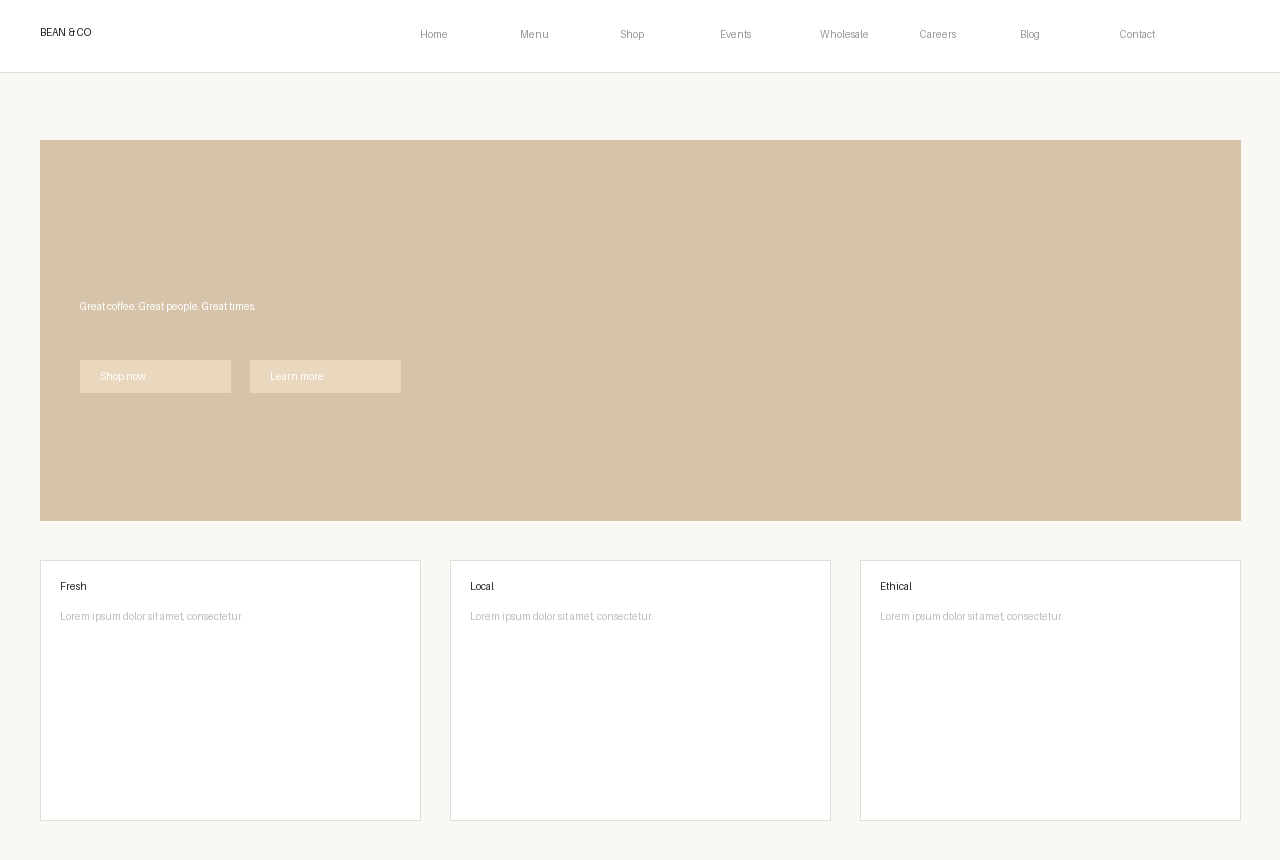 BEAN & CO
Home Menu Shop Events Wholesale Careers Blog Contact
Great coffee. Great people. Great times.
Shop now Learn more
Fresh Local Ethical
Lorem ipsum dolor sit amet, consectetur. Lorem ipsum dolor sit amet, consectetur. Lorem ipsum dolor sit amet, consectetur.